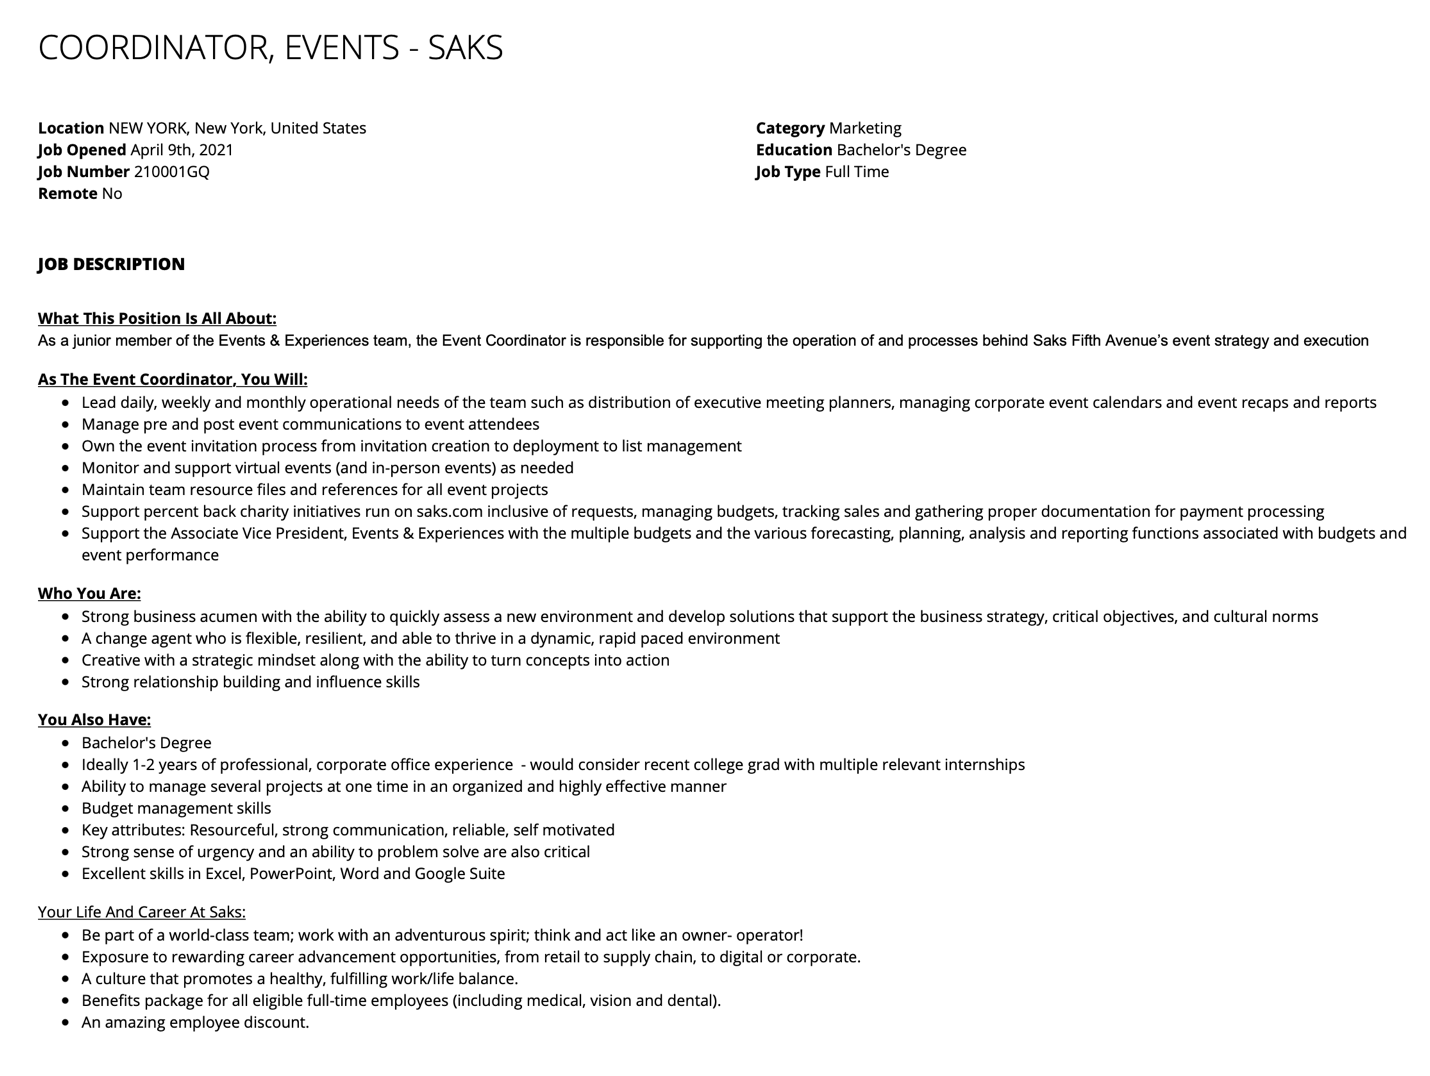 COORDINATOR, EVENTS - SAKS
Location NEW YORK, New York, United States
Job Opened April 9th, 2021
Job Number 210001GQ
Remote No
Category Marketing
Education Bachelor's Degree
Job Type Full Time
JOB DESCRIPTION
What This Position Is All About:
As a junior member of the Events & Experiences team, the Event Coordinator is responsible for supporting the operation of and processes behind Saks Fifth Avenue’s event strategy and execution
As The Event Coordinator, You Will:
• Lead daily, weekly and monthly operational needs of the team such as distribution of executive meeting planners, managing corporate event calendars and event recaps and reports
• Manage pre and post event communications to event attendees
• Own the event invitation process from invitation creation to deployment to list management
• Monitor and support virtual events (and in-person events) as needed
• Maintain team resource files and references for all event projects
• Support percent back charity initiatives run on saks.com inclusive of requests, managing budgets, tracking sales and gathering proper documentation for payment processing
• Support the Associate Vice President, Events & Experiences with the multiple budgets and the various forecasting, planning, analysis and reporting functions associated with budgets and
event performance
Who You Are:
• Strong business acumen with the ability to quickly assess a new environment and develop solutions that support the business strategy, critical objectives, and cultural norms
• A change agent who is flexible, resilient, and able to thrive in a dynamic, rapid paced environment
• Creative with a strategic mindset along with the ability to turn concepts into action
• Strong relationship building and influence skills
You Also Have:
• Bachelor's Degree
• Ideally 1-2 years of professional, corporate office experience  - would consider recent college grad with multiple relevant internships
• Ability to manage several projects at one time in an organized and highly effective manner
• Budget management skills
• Key attributes: Resourceful, strong communication, reliable, self motivated
• Strong sense of urgency and an ability to problem solve are also critical
• Excellent skills in Excel, PowerPoint, Word and Google Suite
Your Life And Career At Saks:
• Be part of a world-class team; work with an adventurous spirit; think and act like an owner- operator!
• Exposure to rewarding career advancement opportunities, from retail to supply chain, to digital or corporate.
• A culture that promotes a healthy, fulfilling work/life balance.
• Benefits package for all eligible full-time employees (including medical, vision and dental).
• An amazing employee discount.